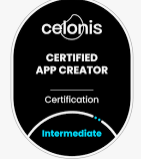 celonis
CERTIFIED
APP CREATOR
Certification
Intermediate